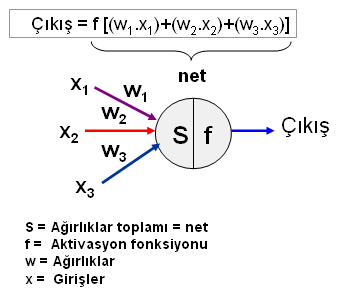 Çıkış = f [(w₁.x₁)+(w₂.x₂)+(w₃.x₃)]
net
x₁
w₁
w₂
x₂
S f
Çıkış
w₃
x₃
S = Ağırlıklar toplamı = net
f = Aktivasyon fonksiyonu
w = Ağırlıklar
x = Girişler